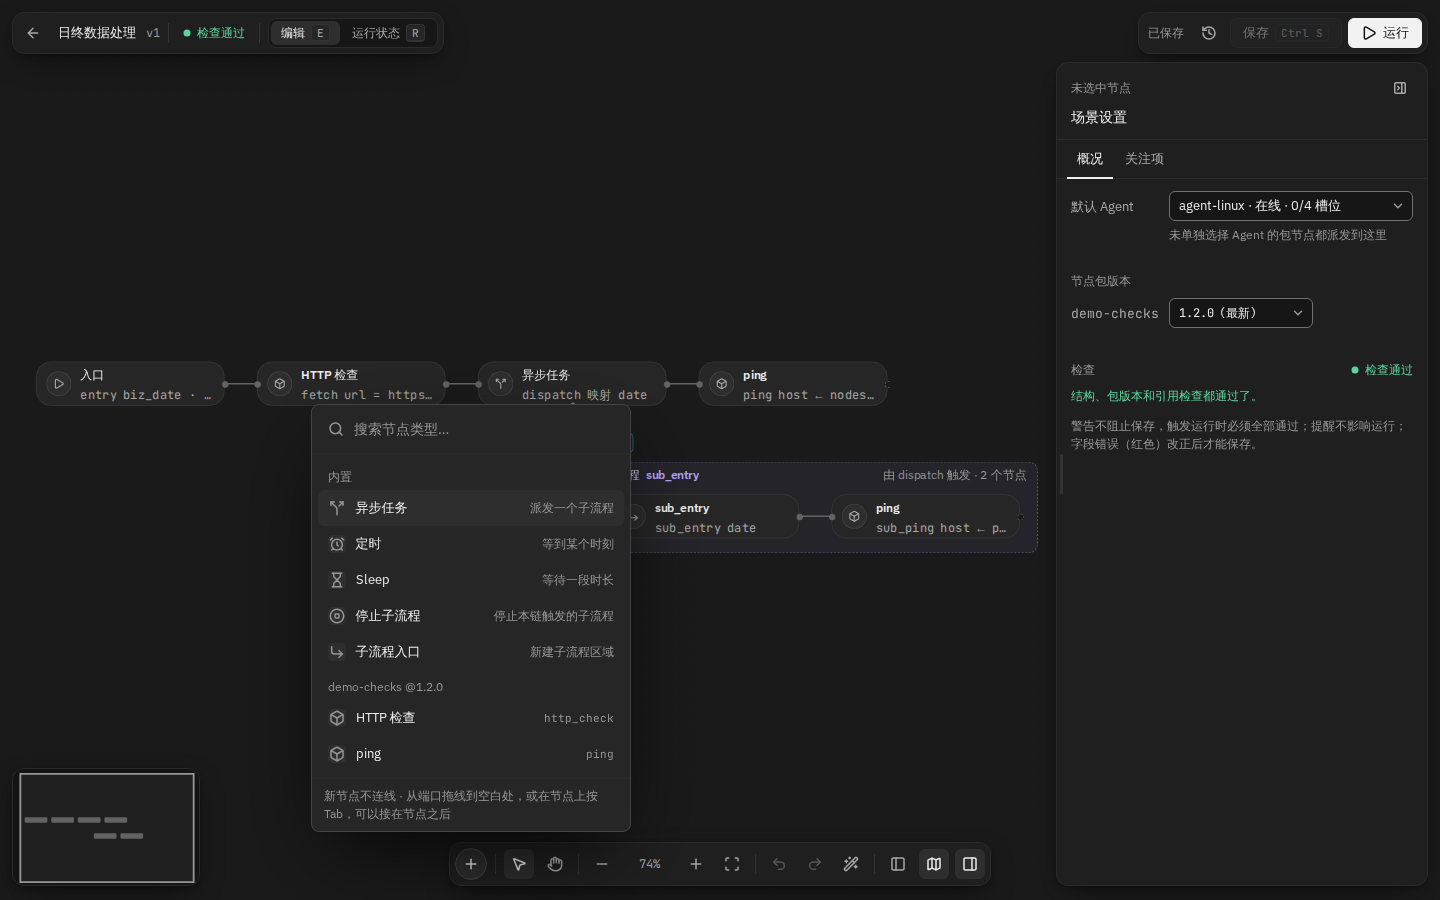 日终数据处理 v1 检查通过 编辑 E 运行状态 R
已保存 保存 Ctrl S 运行
未选中节点
场景设置
概况 关注项
默认 Agent agent-linux · 在线 · 0/4 槽位
未单独选择 Agent 的包节点都派发到这里
节点包版本
demo-checks 1.2.0 (最新)
检查 检查通过
结构、包版本和引用检查都通过了。
警告不阻止保存，触发运行时必须全部通过；提醒不影响运行；
字段错误（红色）改正后才能保存。
入口
entry biz_date · …
HTTP 检查
fetch url = https…
异步任务
dispatch 映射 date
ping
ping host ← nodes…
程 sub_entry 由 dispatch 触发 · 2 个节点
sub_entry
sub_entry date
ping
sub_ping host ← p…
搜索节点类型...
内置
异步任务 派发一个子流程
定时 等到某个时刻
Sleep 等待一段时长
停止子流程 停止本链触发的子流程
子流程入口 新建子流程区域
demo-checks @1.2.0
HTTP 检查 http_check
ping ping
新节点不连线 · 从端口拖线到空白处，或在节点上按
Tab，可以接在节点之后
74%